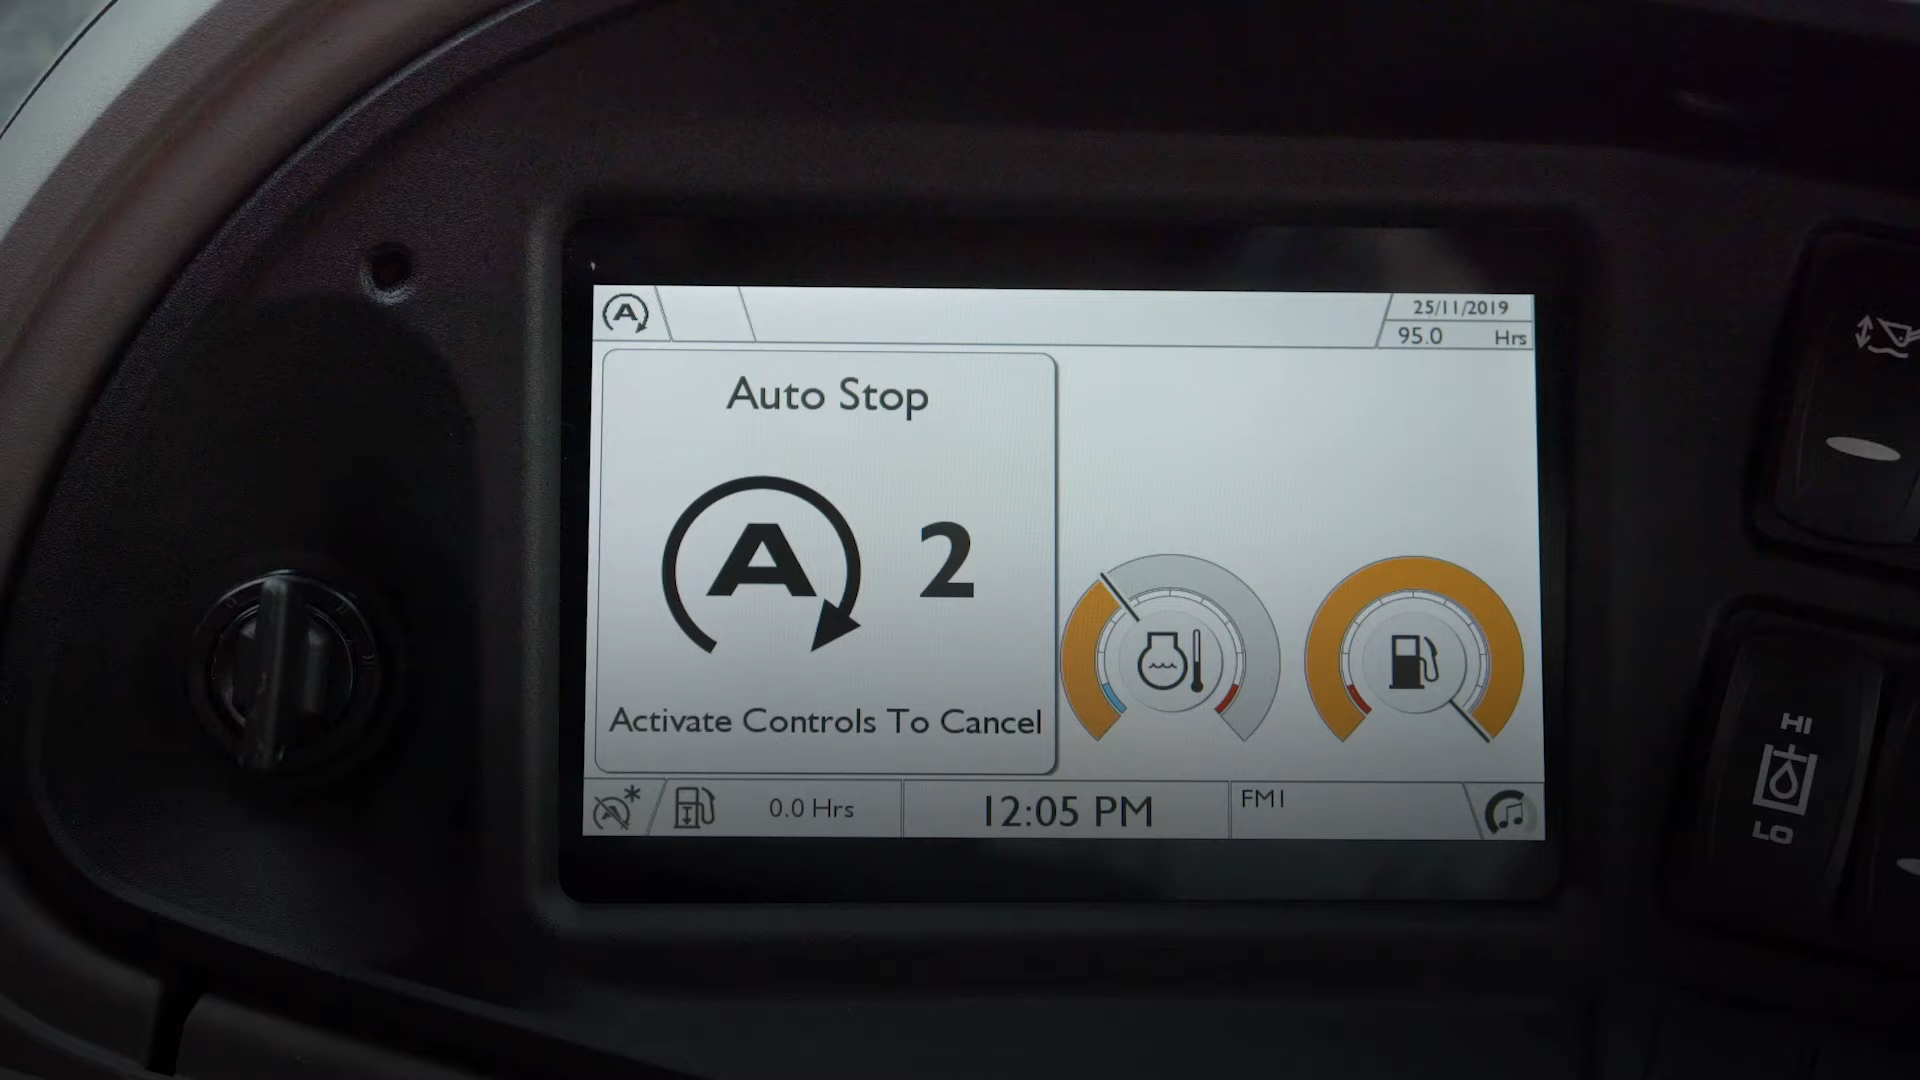 A
25/11/2019
95.0 Hrs
Auto Stop
A 2
Activate Controls To Cancel
0.0 Hrs
12:05 PM
FM1
HI
LO